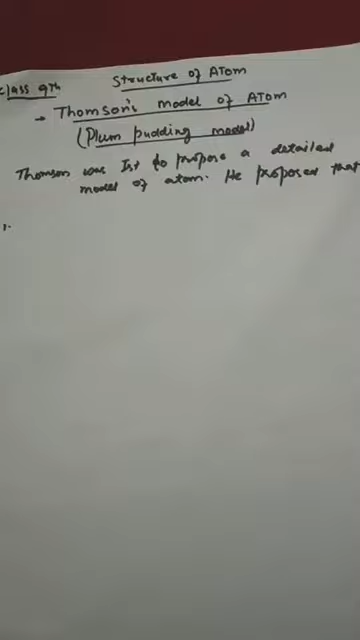 Class 9th Structure of Atom
→ Thomson's model of Atom
(Plum pudding model)
Thomson was Ist to propose a detailed
model of atom. He proposed that
1.